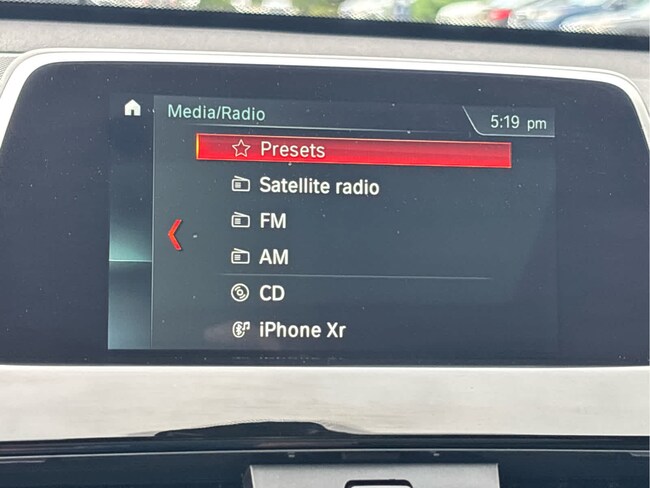 Media/Radio
5:19 pm
Presets
Satellite radio
FM
AM
CD
iPhone Xr